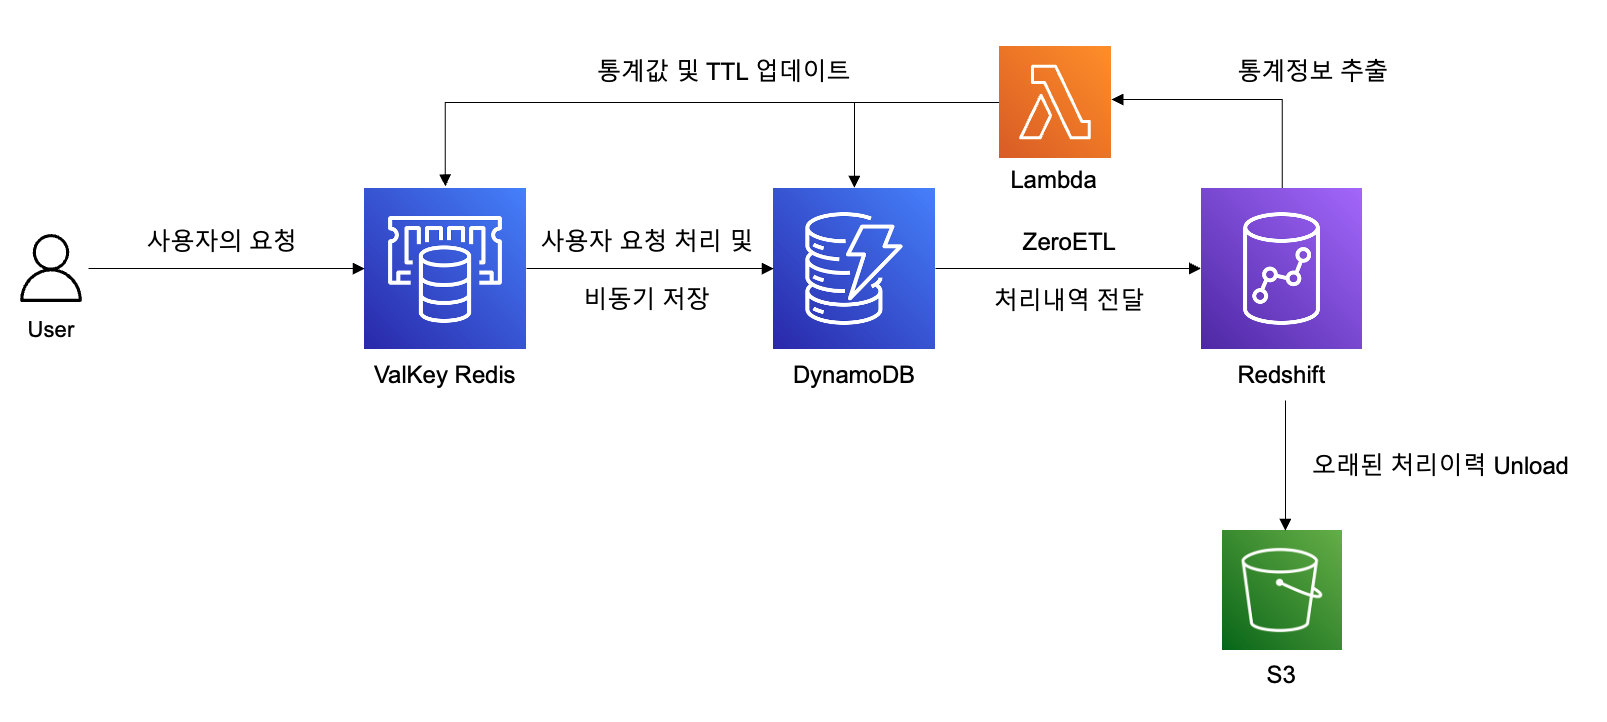 통계값 및 TTL 업데이트
통계정보 추출
Lambda
사용자의 요청
사용자 요청 처리 및
비동기 저장
ZeroETL
처리내역 전달
User
ValKey Redis
DynamoDB
Redshift
오래된 처리이력 Unload
S3